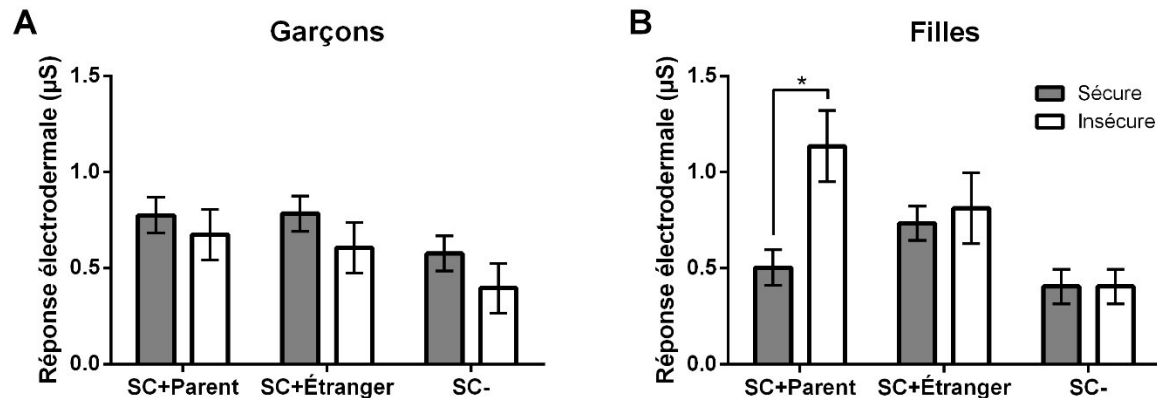 A
Garçons
Réponse électrodermale (µS)
1.5
1.0
0.5
0.0
SC+Parent SC+Étranger SC-
B
Filles
Réponse électrodermale (µS)
1.5
1.0
0.5
0.0
*
Sécure
Insécure
SC+Parent SC+Étranger SC-